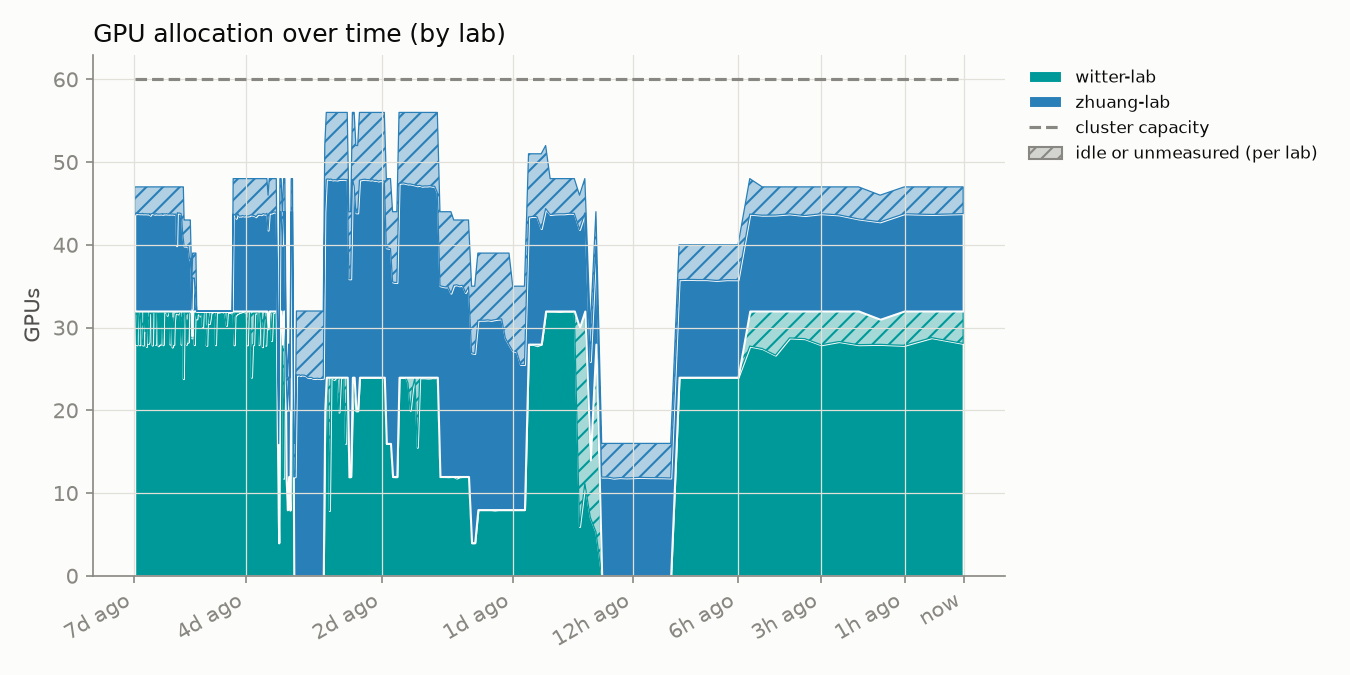 GPU allocation over time (by lab)
witter-lab
zhuang-lab
cluster capacity
idle or unmeasured (per lab)
GPUs
60
50
40
30
20
10
0
7d ago
4d ago
2d ago
1d ago
12h ago
6h ago
3h ago
1h ago
now